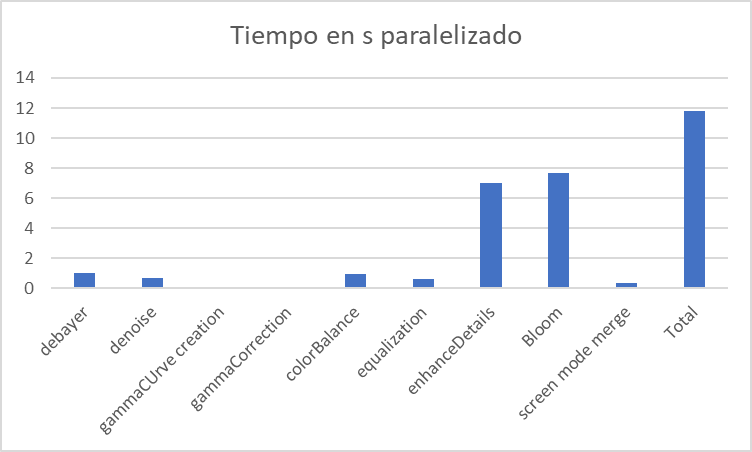 Tiempo en s paralelizado
14
12
10
8
6
4
2
0
debayer
denoise
gammaCUrve creation
gammaCorrection
colorBalance
equalization
enhanceDetails
Bloom
screen mode merge
Total